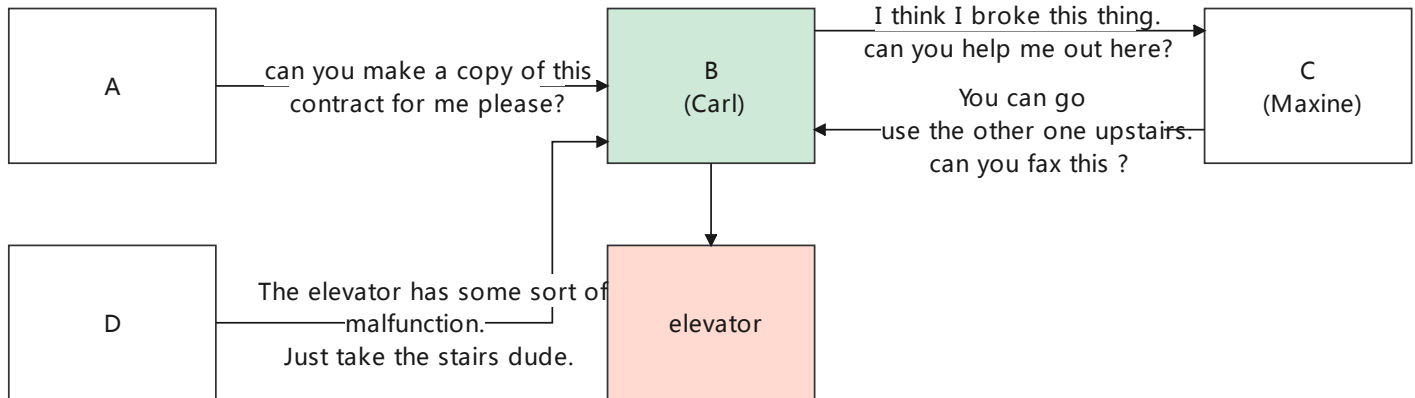 A
can you make a copy of this
contract for me please?
B
(Carl)
I think I broke this thing.
can you help me out here?
You can go
use the other one upstairs.
can you fax this ?
C
(Maxine)
D
The elevator has some sort of
malfunction.
Just take the stairs dude.
elevator